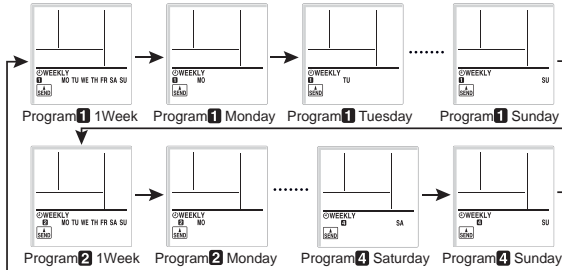 WEEKLY
1 MO TU WE TH FR SA SU
SEND
Program 1 1Week
WEEKLY
1 MO
SEND
Program 1 Monday
WEEKLY
1 TU
SEND
Program 1 Tuesday
WEEKLY
1 SU
SEND
Program 1 Sunday
WEEKLY
2 MO TU WE TH FR SA SU
SEND
Program 2 1Week
WEEKLY
2 MO
SEND
Program 2 Monday
WEEKLY
4 SA
SEND
Program 4 Saturday
WEEKLY
4 SU
SEND
Program 4 Sunday